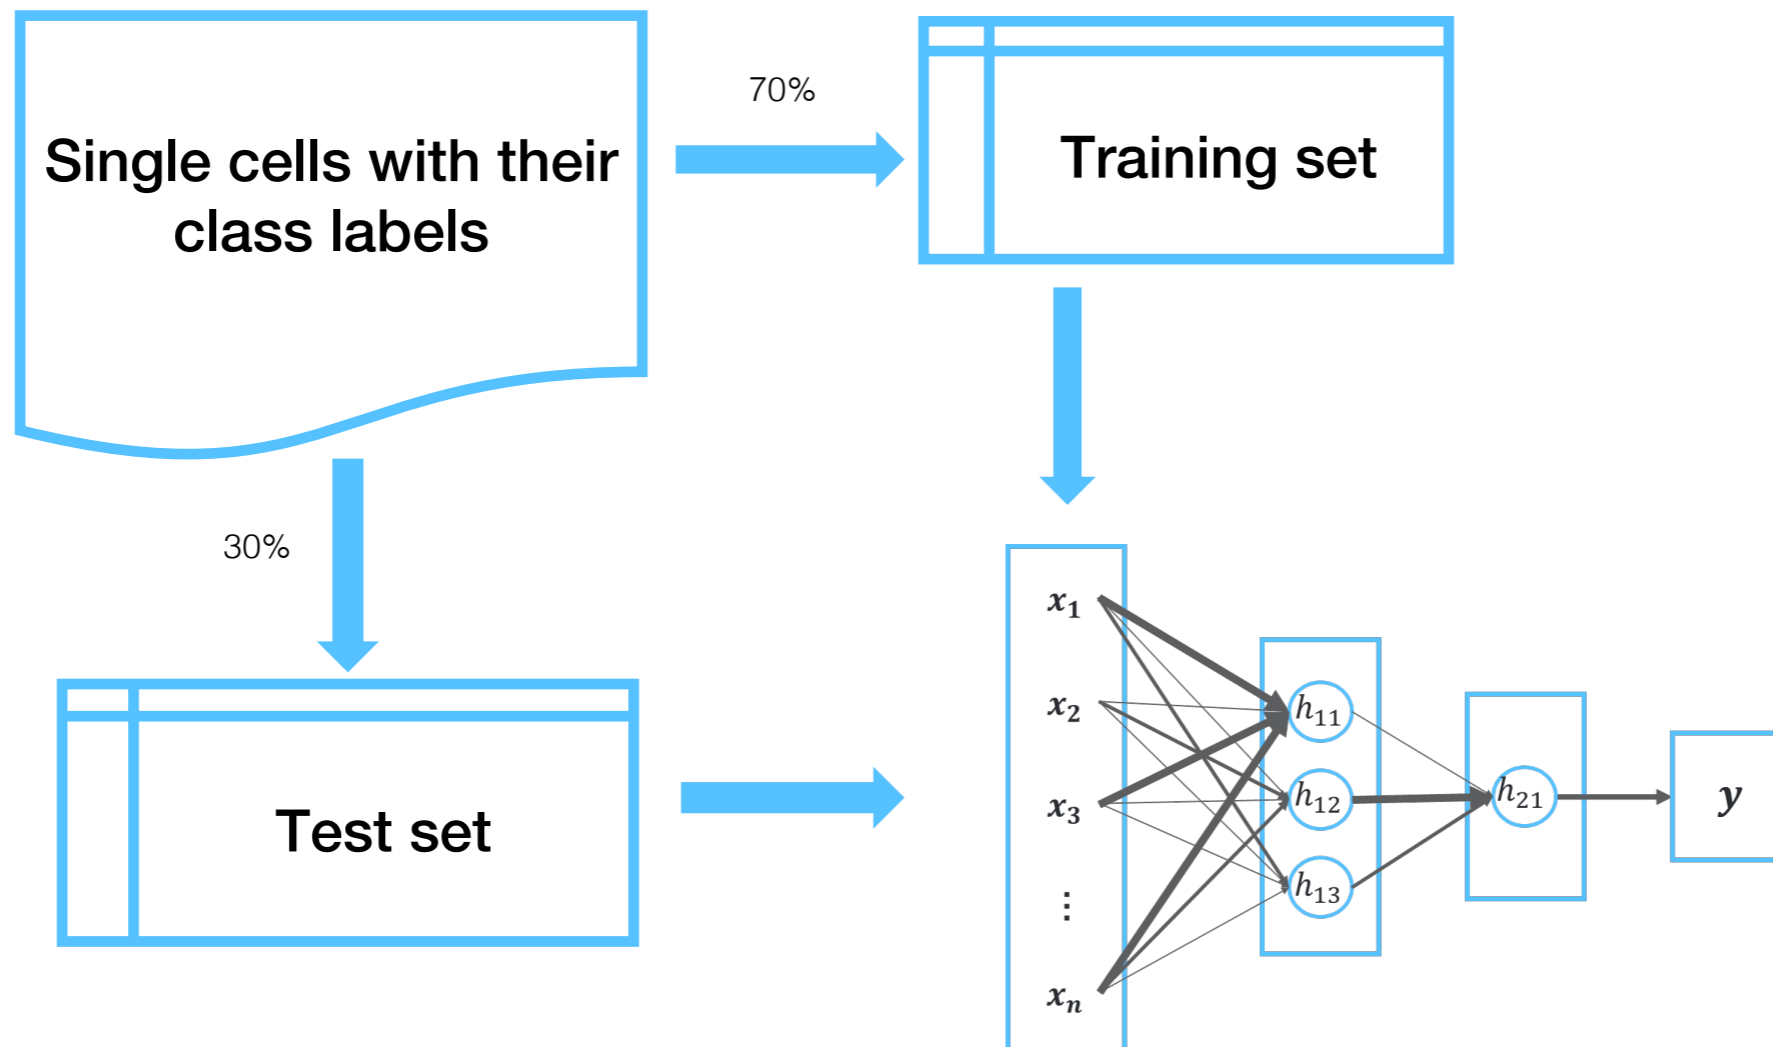 Single cells with their
class labels
70%
Training set
30%
Test set
x₁
x₂
x₃
⋮
xₙ
h₁₁
h₁₂
h₁₃
h₂₁
y